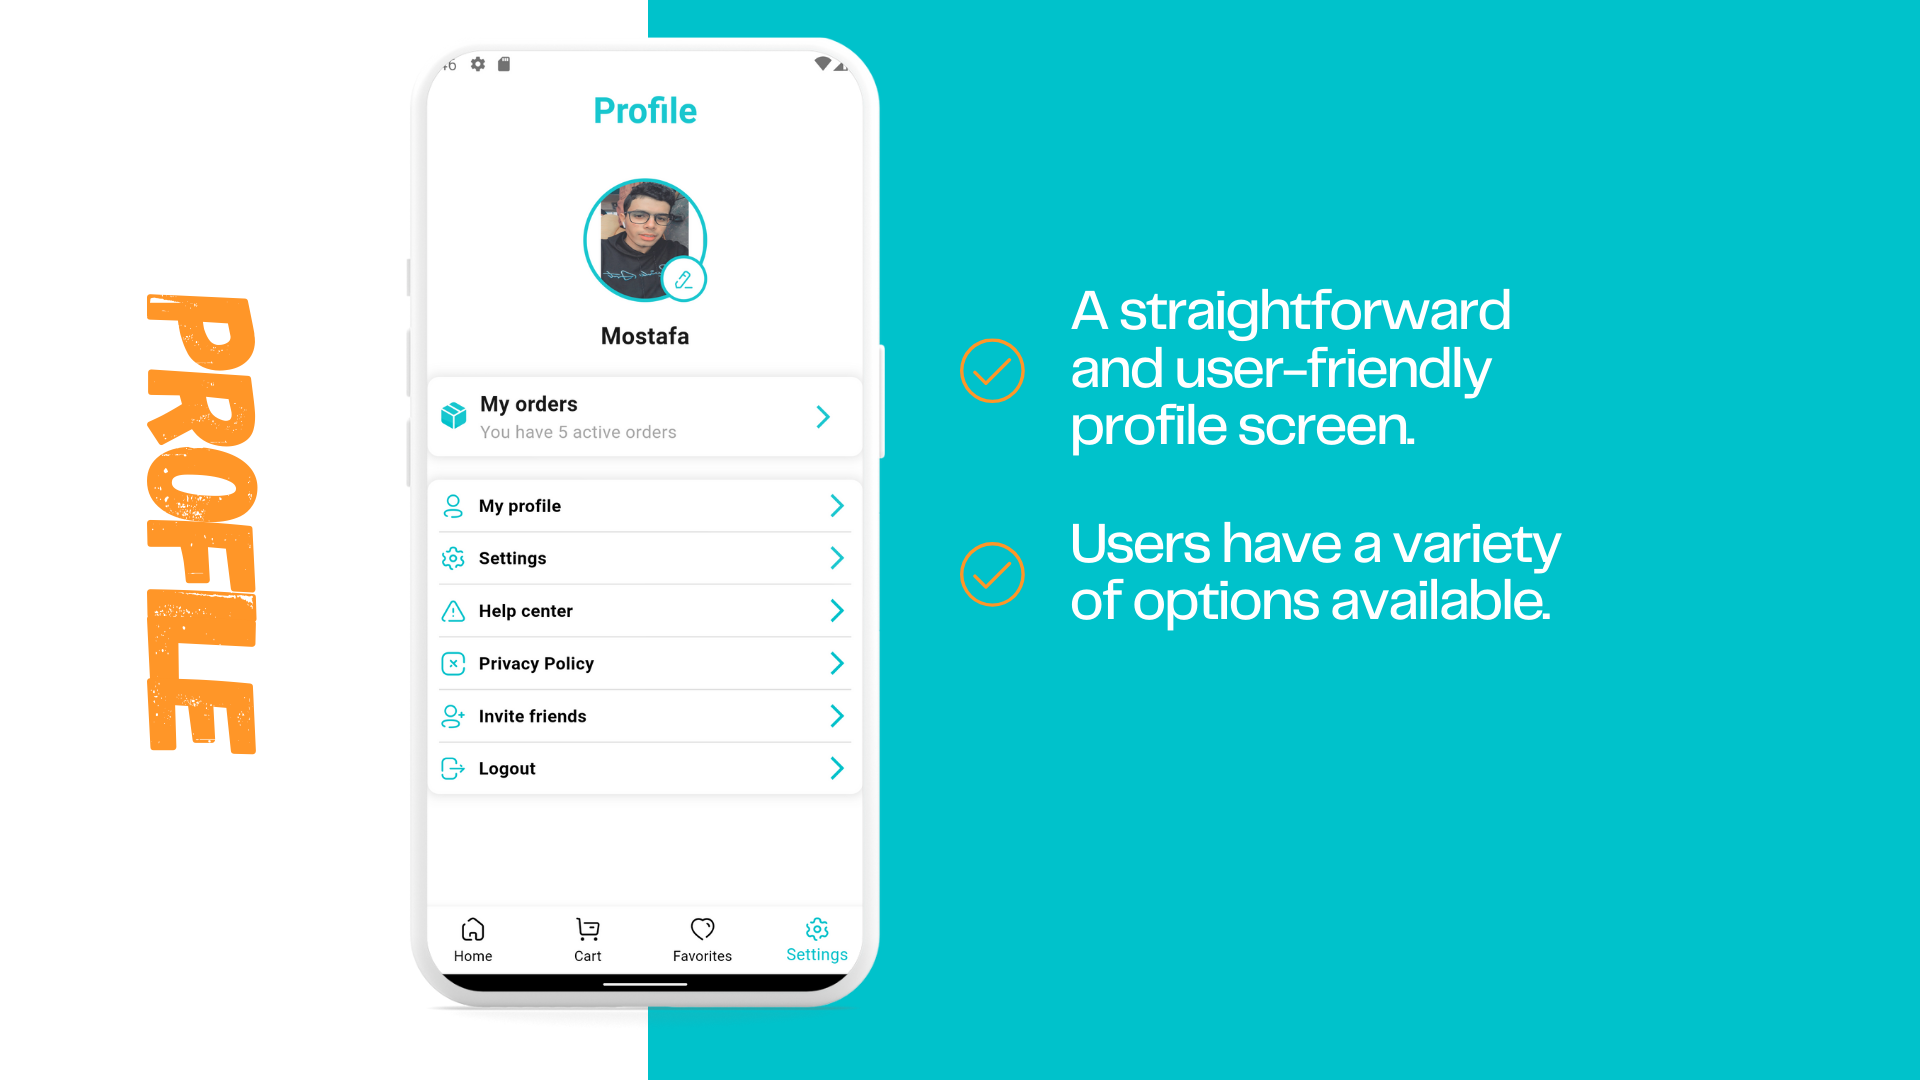 PROFILE
Profile
Mostafa
My orders
You have 5 active orders
My profile
Settings
Help center
Privacy Policy
Invite friends
Logout
Home
Cart
Favorites
Settings
A straightforward
and user-friendly
profile screen.
Users have a variety
of options available.